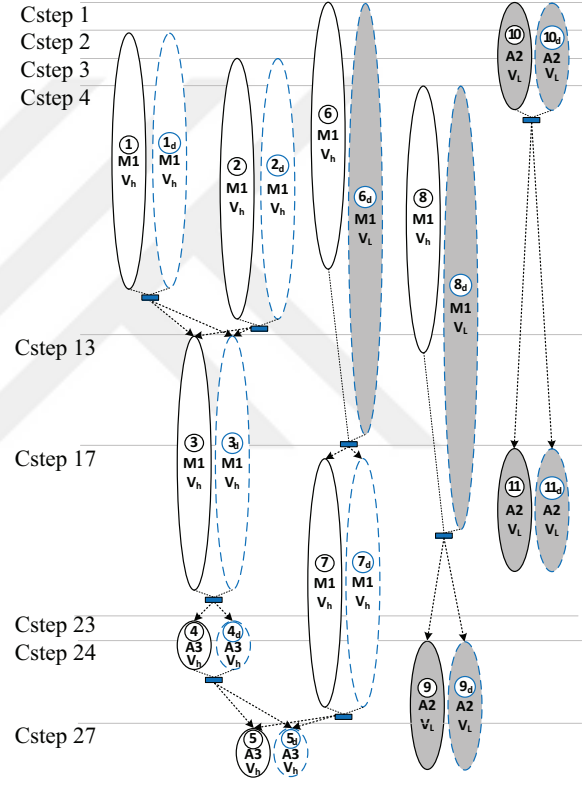 Cstep 1
Cstep 2
Cstep 3
Cstep 4
10
A2
VL
10d
A2
VL
1
M1
Vh
1d
M1
Vh
2
M1
Vh
2d
M1
Vh
6
M1
Vh
6d
M1
VL
8
M1
Vh
8d
M1
VL
Cstep 13
3
M1
Vh
3d
M1
Vh
Cstep 17
7
M1
Vh
7d
M1
Vh
11
A2
VL
11d
A2
VL
Cstep 23
4
A3
Vh
4d
A3
Vh
Cstep 24
9
A2
VL
9d
A2
VL
Cstep 27
5
A3
Vh
5d
A3
Vh